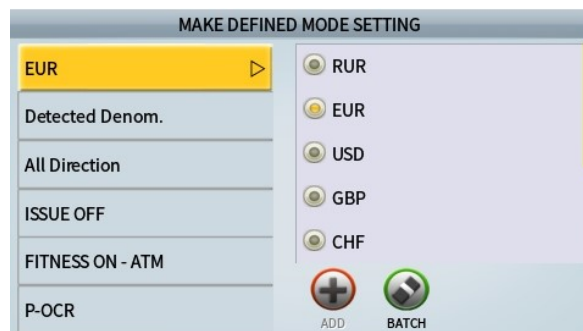 MAKE DEFINED MODE SETTING
EUR
Detected Denom.
All Direction
ISSUE OFF
FITNESS ON - ATM
P-OCR
RUR
EUR
USD
GBP
CHF
ADD
BATCH